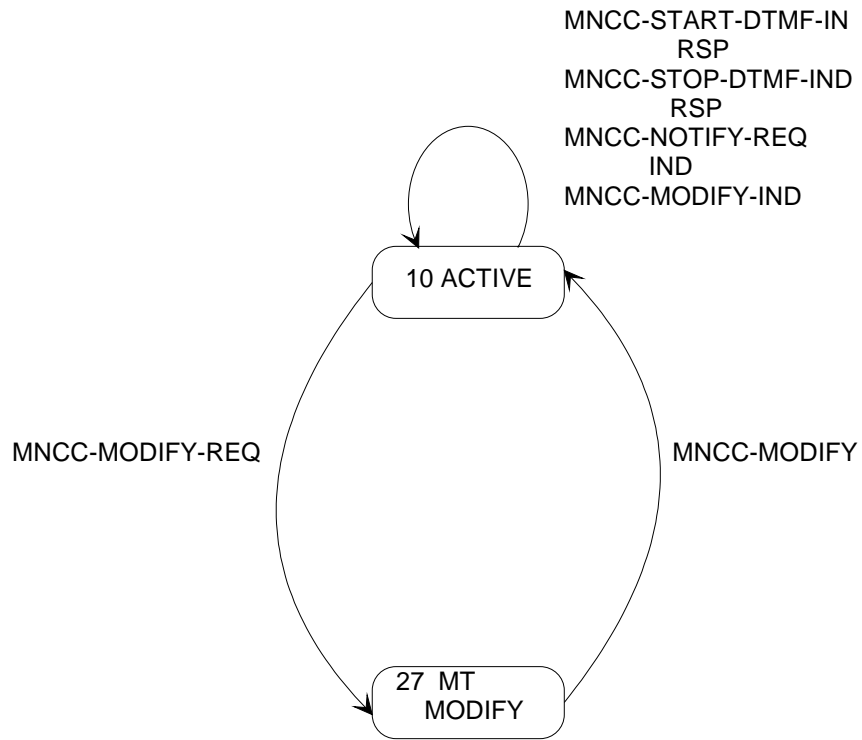 MNCC-START-DTMF-IN
RSP
MNCC-STOP-DTMF-IND
RSP
MNCC-NOTIFY-REQ
IND
MNCC-MODIFY-IND
10 ACTIVE
MNCC-MODIFY-REQ
MNCC-MODIFY
27 MT
MODIFY